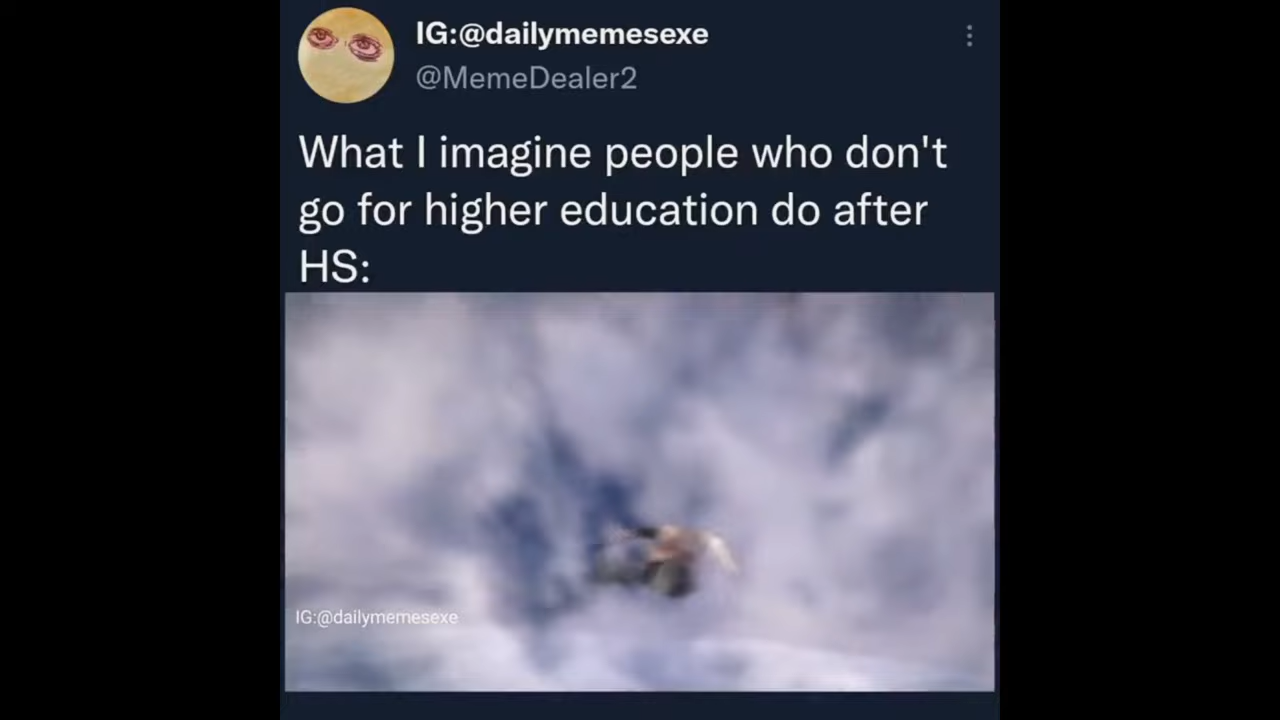 IG:@dailymemesexe
@MemeDealer2
What I imagine people who don't
go for higher education do after
HS:
IG:@dailymemesexe